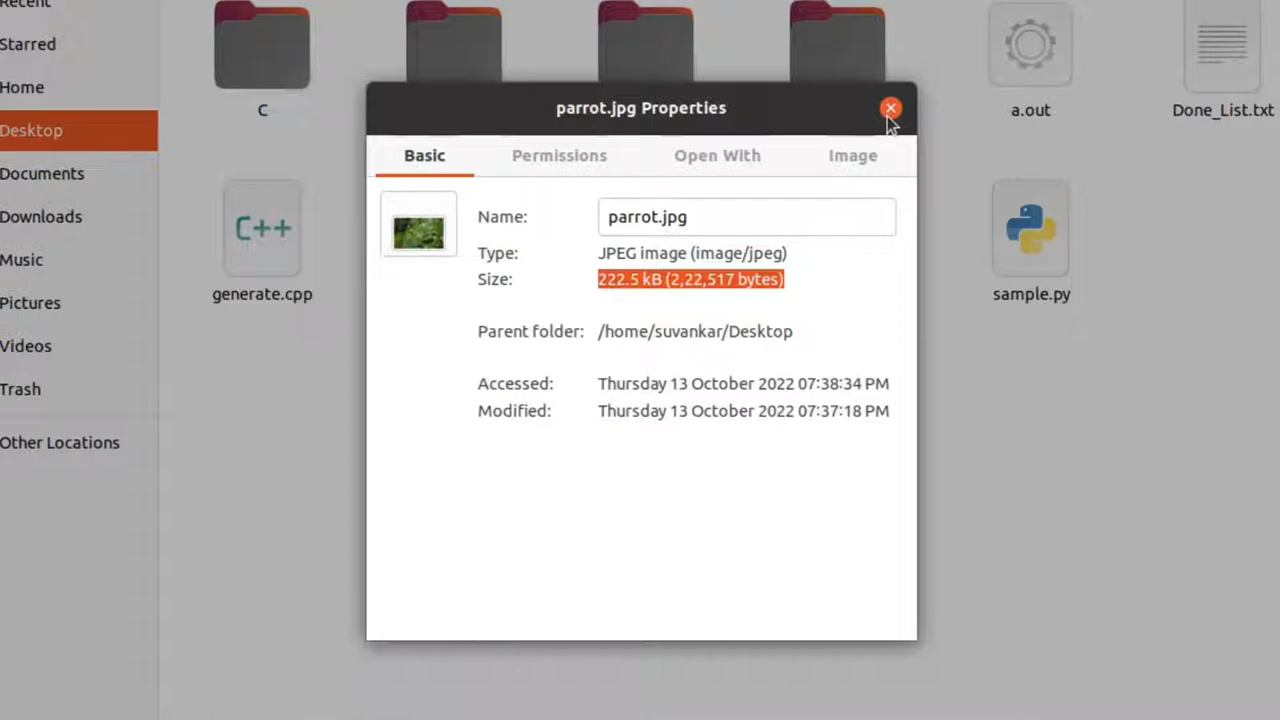 Recent
Starred
Home
Desktop
Documents
Downloads
Music
Pictures
Videos
Trash
Other Locations
C
a.out
Done_List.txt
C++
generate.cpp
sample.py
parrot.jpg Properties
Basic Permissions Open With Image
Name: parrot.jpg
Type: JPEG image (image/jpeg)
Size: 222.5 kB (2,22,517 bytes)
Parent folder: /home/suvankar/Desktop
Accessed: Thursday 13 October 2022 07:38:34 PM
Modified: Thursday 13 October 2022 07:37:18 PM